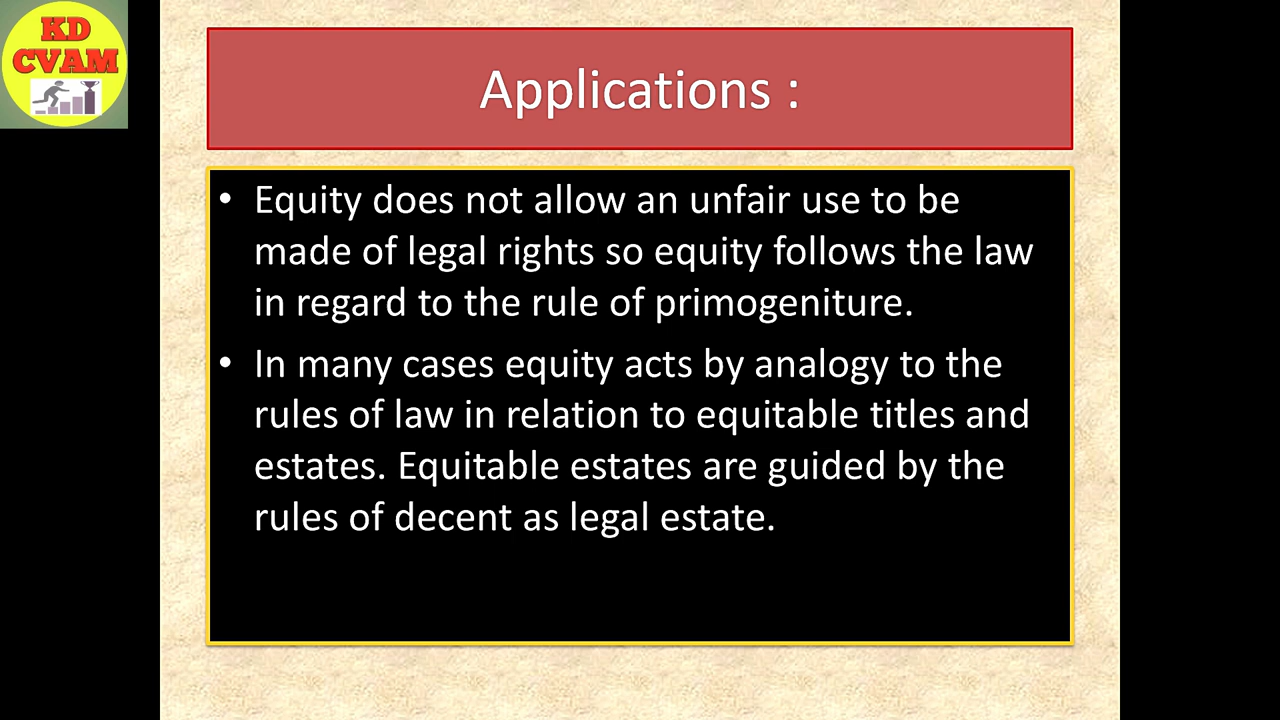 KD
CVAM
Applications :
• Equity does not allow an unfair use to be
made of legal rights so equity follows the law
in regard to the rule of primogeniture.
• In many cases equity acts by analogy to the
rules of law in relation to equitable titles and
estates. Equitable estates are guided by the
rules of decent as legal estate.